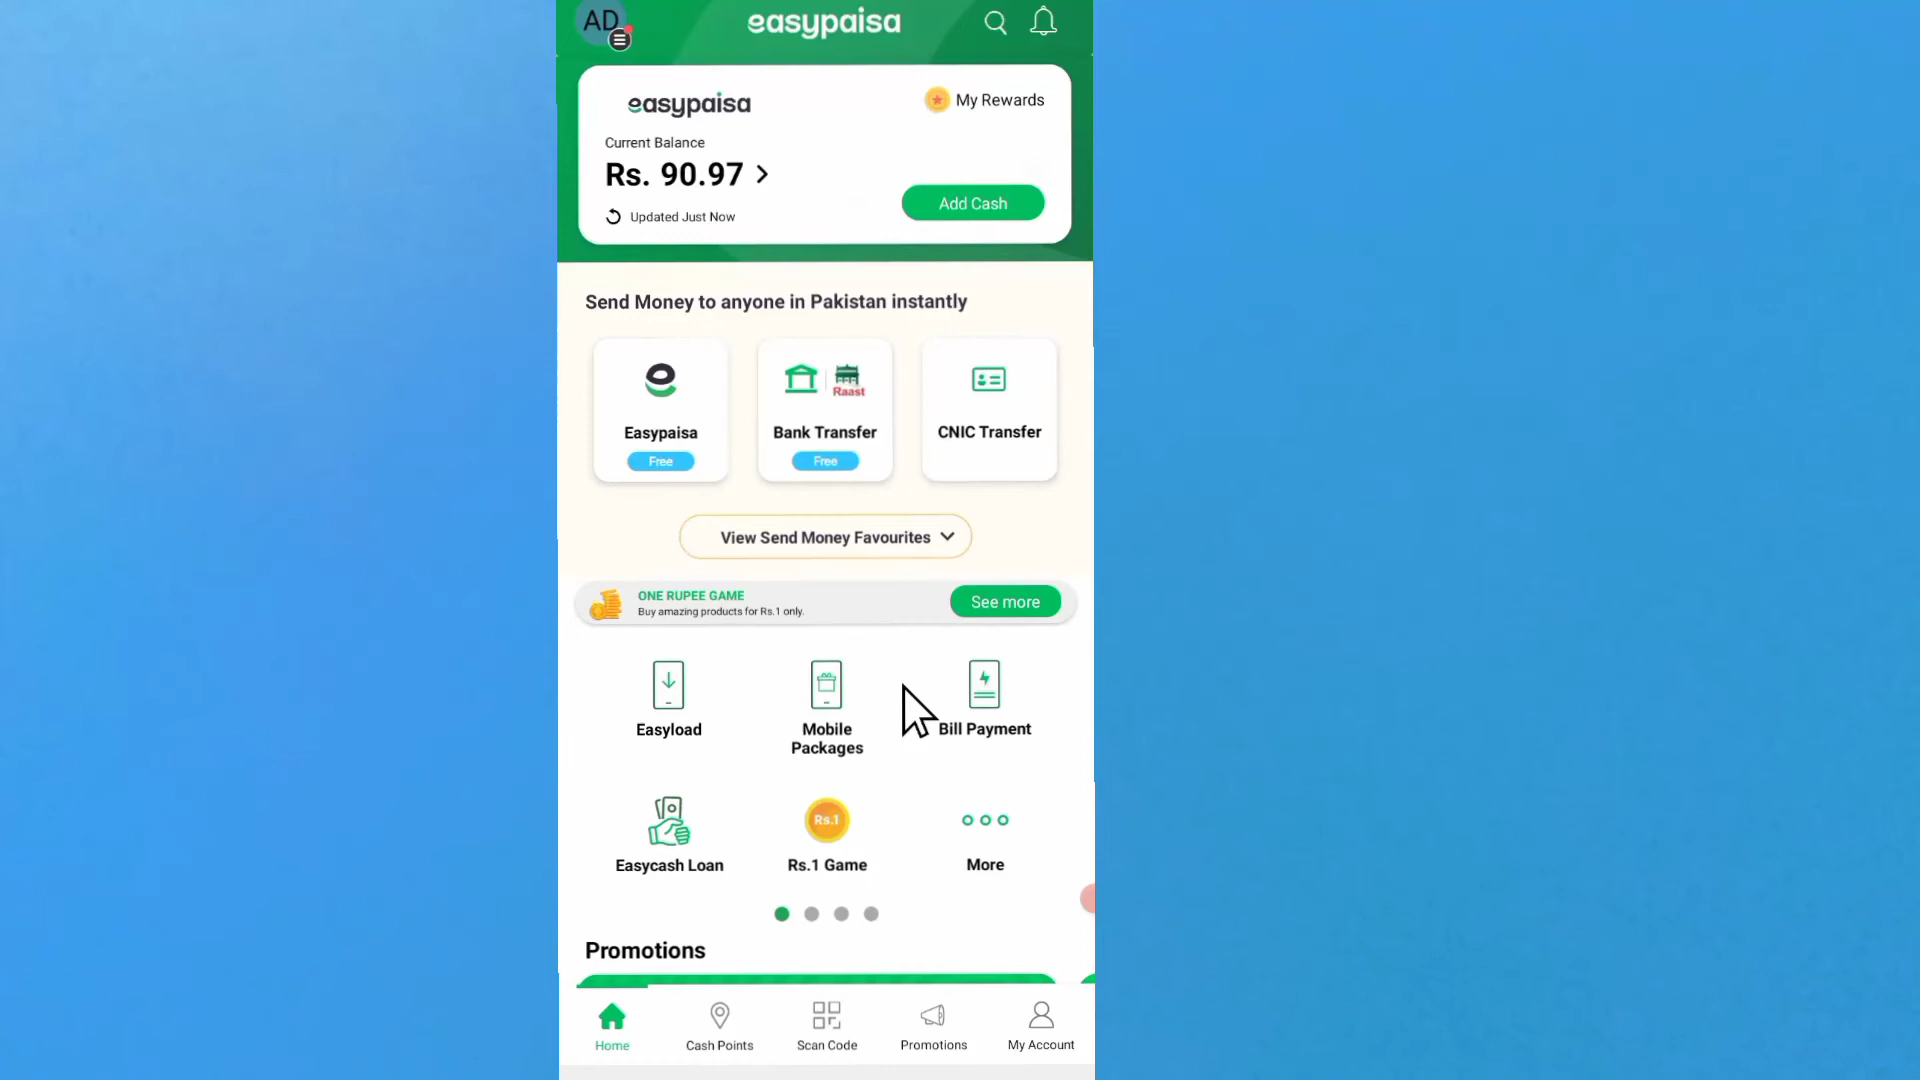 AD
easypaisa
easypaisa
My Rewards
Current Balance
Rs. 90.97
Updated Just Now
Add Cash
Send Money to anyone in Pakistan instantly
Raast
Easypaisa
Bank Transfer
CNIC Transfer
Free
Free
View Send Money Favourites
ONE RUPEE GAME
Buy amazing products for Rs.1 only.
See more
Easyload
Mobile
Packages
Bill Payment
Rs.1
Easycash Loan
Rs.1 Game
More
Promotions
Home
Cash Points
Scan Code
Promotions
My Account